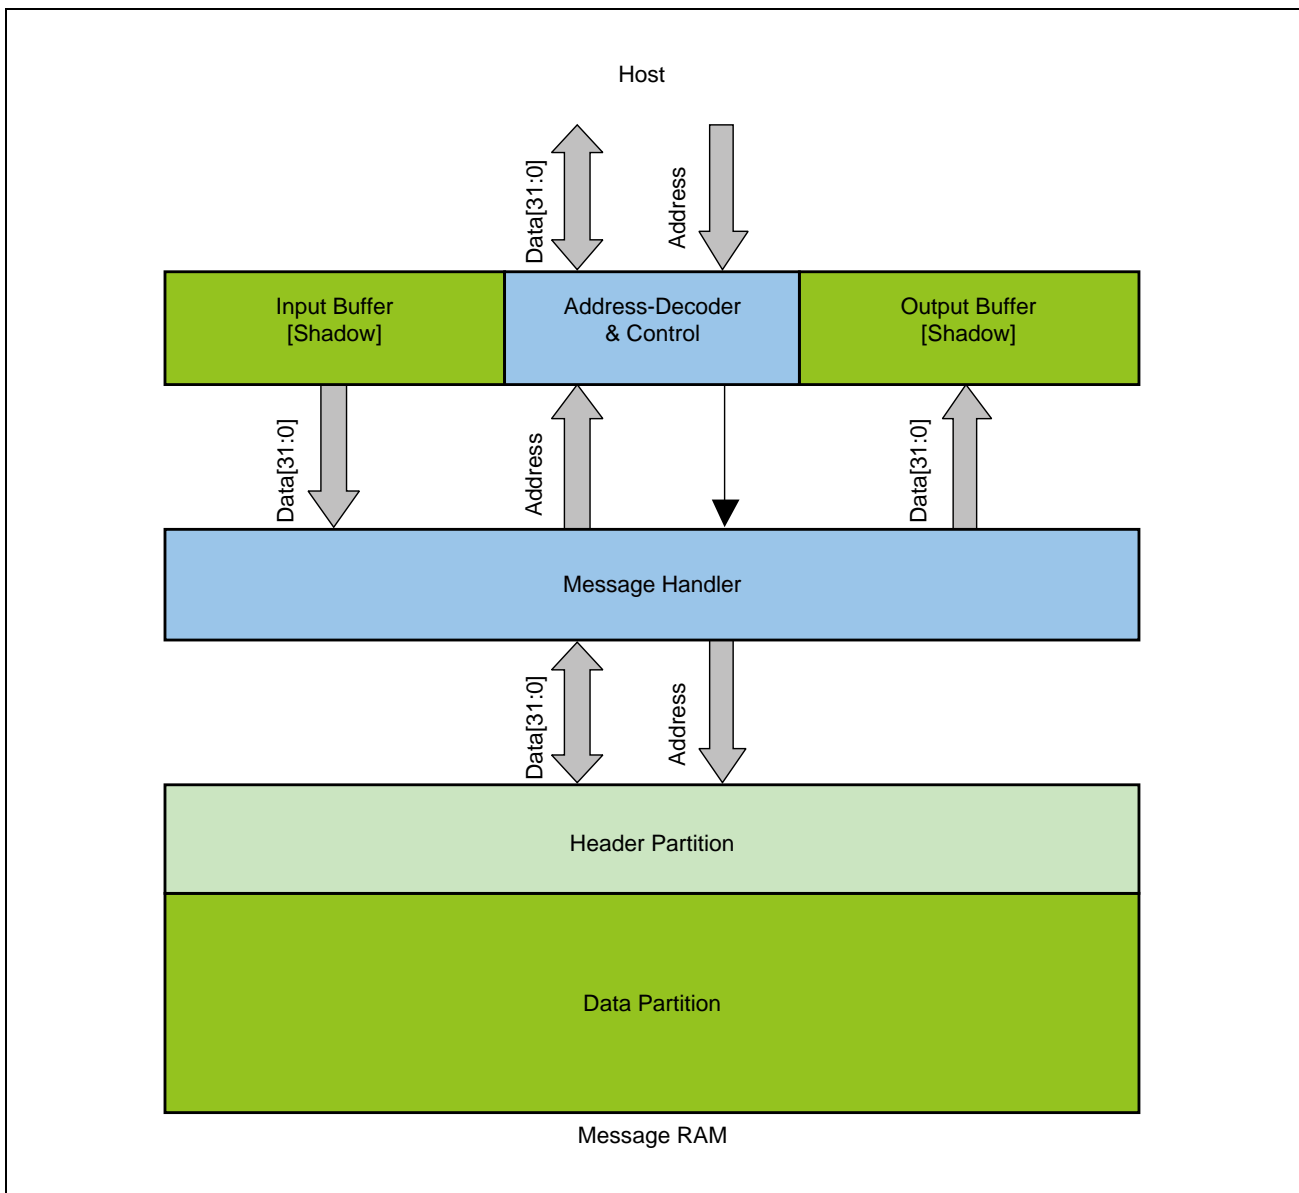 Host
Data[31:0]
Address
Input Buffer
[Shadow]
Address-Decoder
& Control
Output Buffer
[Shadow]
Data[31:0]
Address
Data[31:0]
Message Handler
Data[31:0]
Address
Header Partition
Data Partition
Message RAM